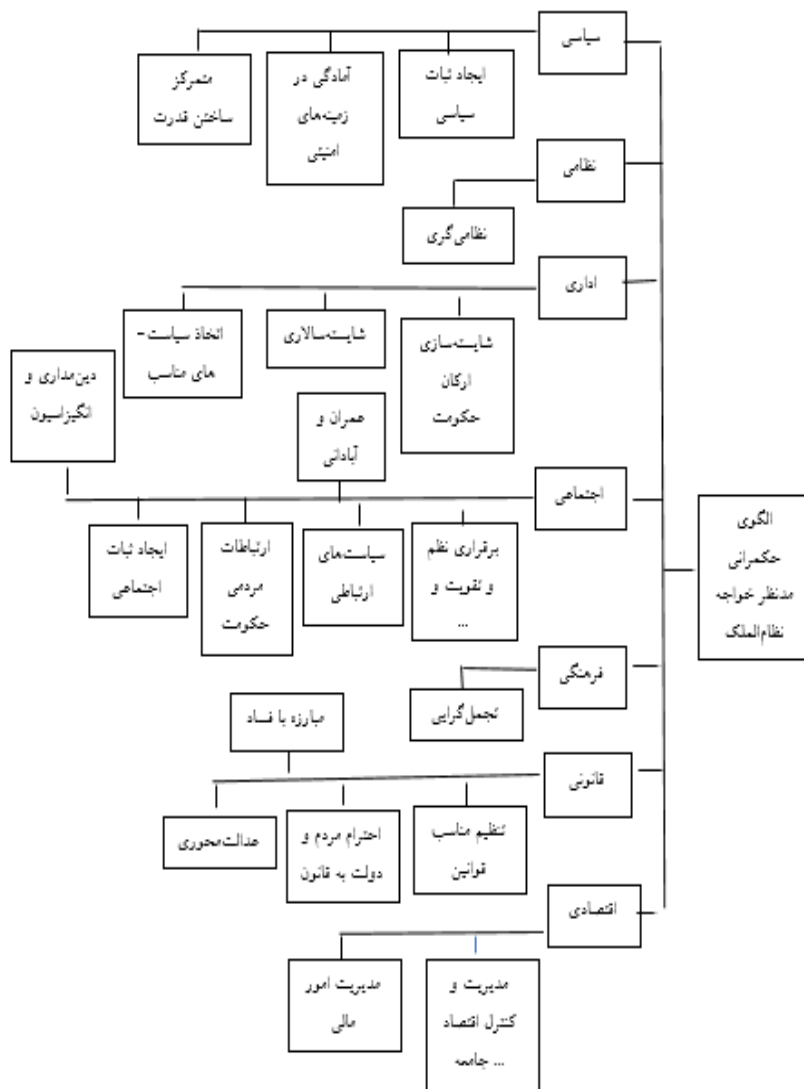 سیاسی
ایجاد ثبات
سیاسی
آمادگی در
زمینه‌های
امنیتی
متمرکز
ساختن قدرت
نظامی
نظامی‌گری
اداری
شایسته‌سازی
ارکان
حکومت
شایسته‌سالاری
اتخاذ سیاست-
های مناسب
دین‌مداری و
انگیزاسیون
عمران و
آبادانی
اجتماعی
برقراری نظم
و تقویت و
...
سیاست‌های
ارتباطی
ارتباطات
مردمی
حکومت
ایجاد ثبات
اجتماعی
الگوی
حکمرانی
مدنظر خواجه
نظام‌الملک
فرهنگی
تجمل‌گرایی
مبارزه با فساد
قانونی
تنظیم مناسب
قوانین
احترام مردم و
دولت به قانون
عدالت‌محوری
اقتصادی
مدیریت و
کنترل اقتصاد
جامعه ...
مدیریت امور
مالی